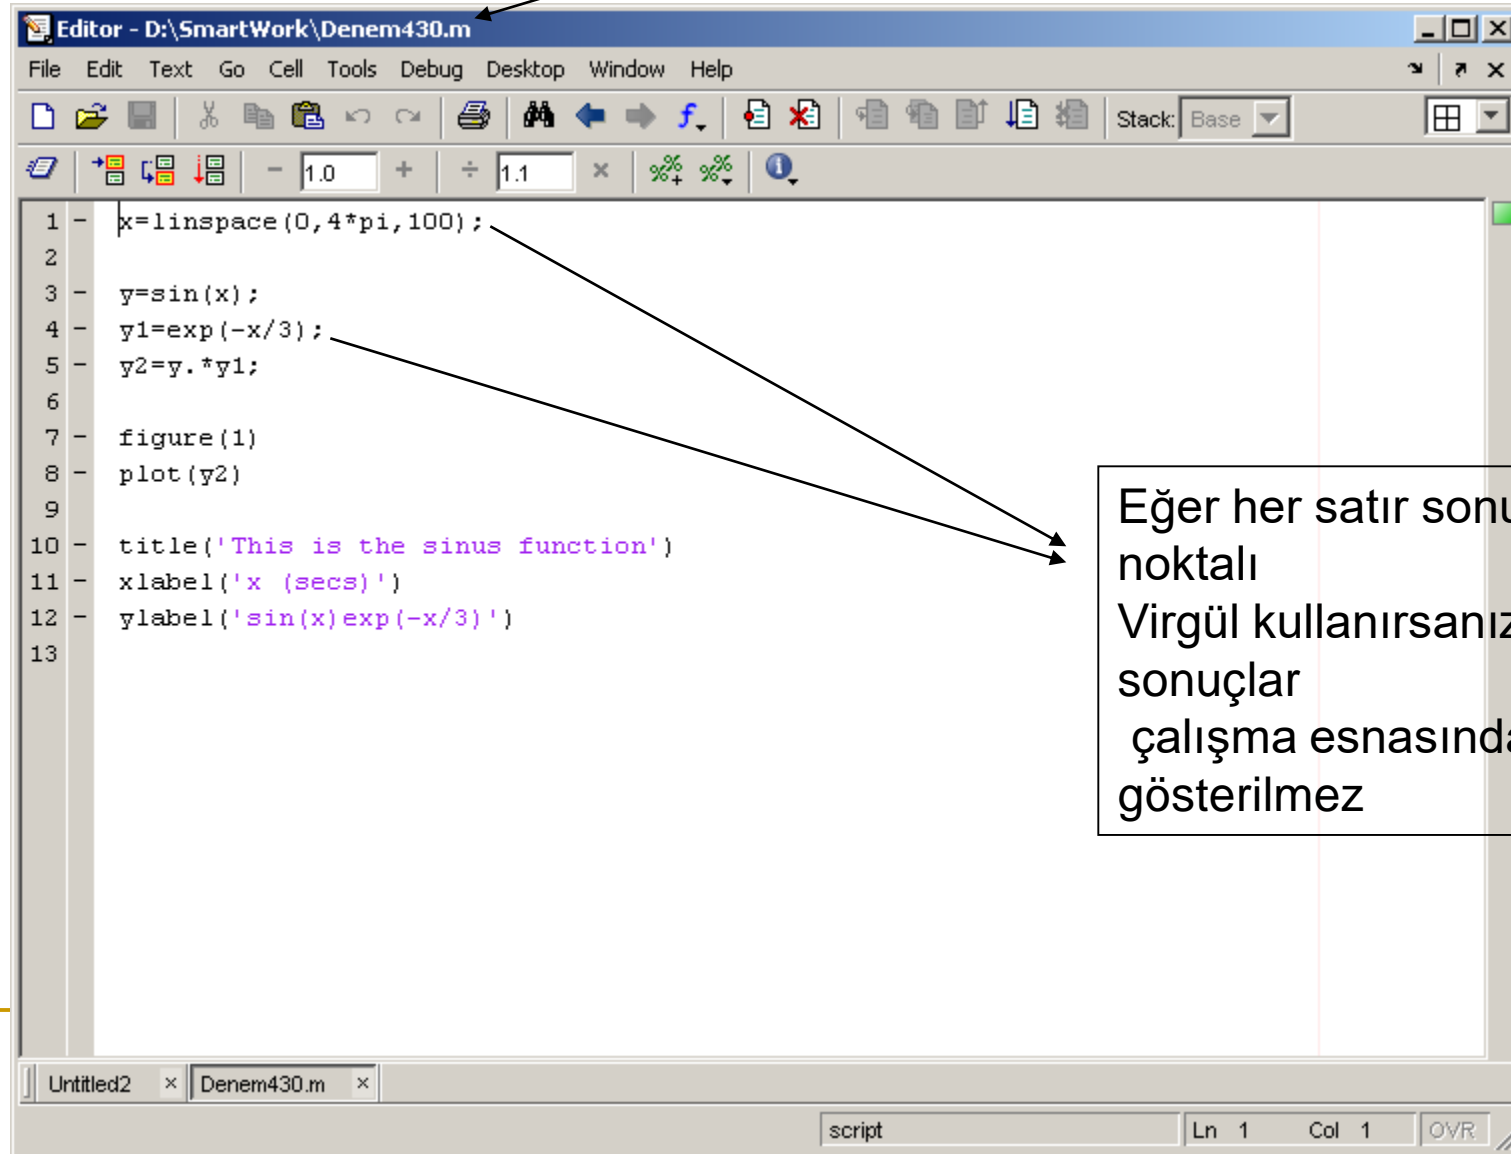 Editor - D:\SmartWork\Denem430.m
File Edit Text Go Cell Tools Debug Desktop Window Help
Stack: Base
- 1.0 + ÷ 1.1 ×
1 - x=linspace(0,4*pi,100);
2
3 - y=sin(x);
4 - y1=exp(-x/3);
5 - y2=y.*y1;
6
7 - figure(1)
8 - plot(y2)
9
10 - title('This is the sinus function')
11 - xlabel('x (secs)')
12 - ylabel('sin(x)exp(-x/3)')
13
Eğer her satır sonu
noktalı
Virgül kullanırsanız
sonuçlar
çalışma esnasında
gösterilmez
Untitled2 × Denem430.m ×
script Ln 1 Col 1 OVR